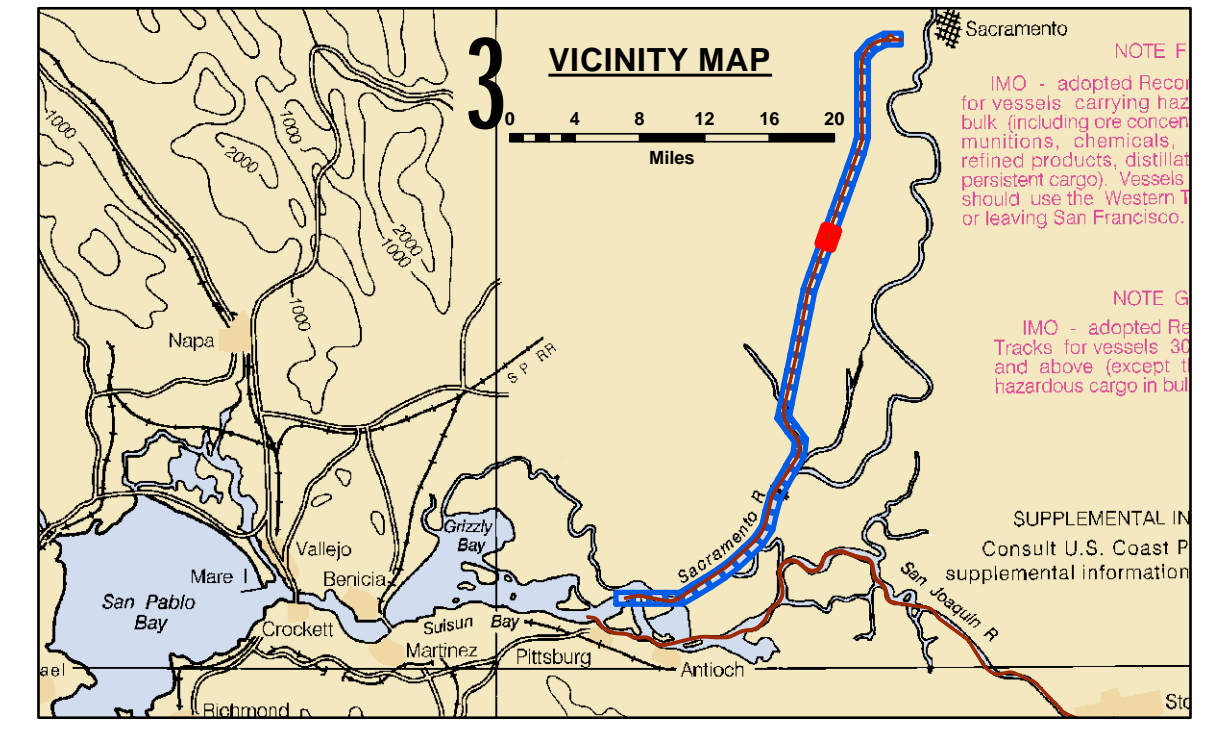 3
VICINITY MAP
0 4 8 12 16 20
Miles
Sacramento
NOTE F
IMO - adopted Recor
for vessels carrying haz
bulk (including ore concen
munitions, chemicals,
refined products, distillat
persistent cargo). Vessels
should use the Western T
or leaving San Francisco.
1000
2000
1000
2000
1000
1000
NOTE G
IMO - adopted Re
Tracks for vessels 30
and above (except t
hazardous cargo in bul
Napa
S P RR
Sacramento R
Grizzly
Bay
SUPPLEMENTAL IN
Consult U.S. Coast P
supplemental information
Vallejo
Mare I
Benicia
San Pablo
Bay
Crockett
Suisun Bay
Martinez
Pittsburg
Antioch
San Joaquin R
ael
Richmond
Sto